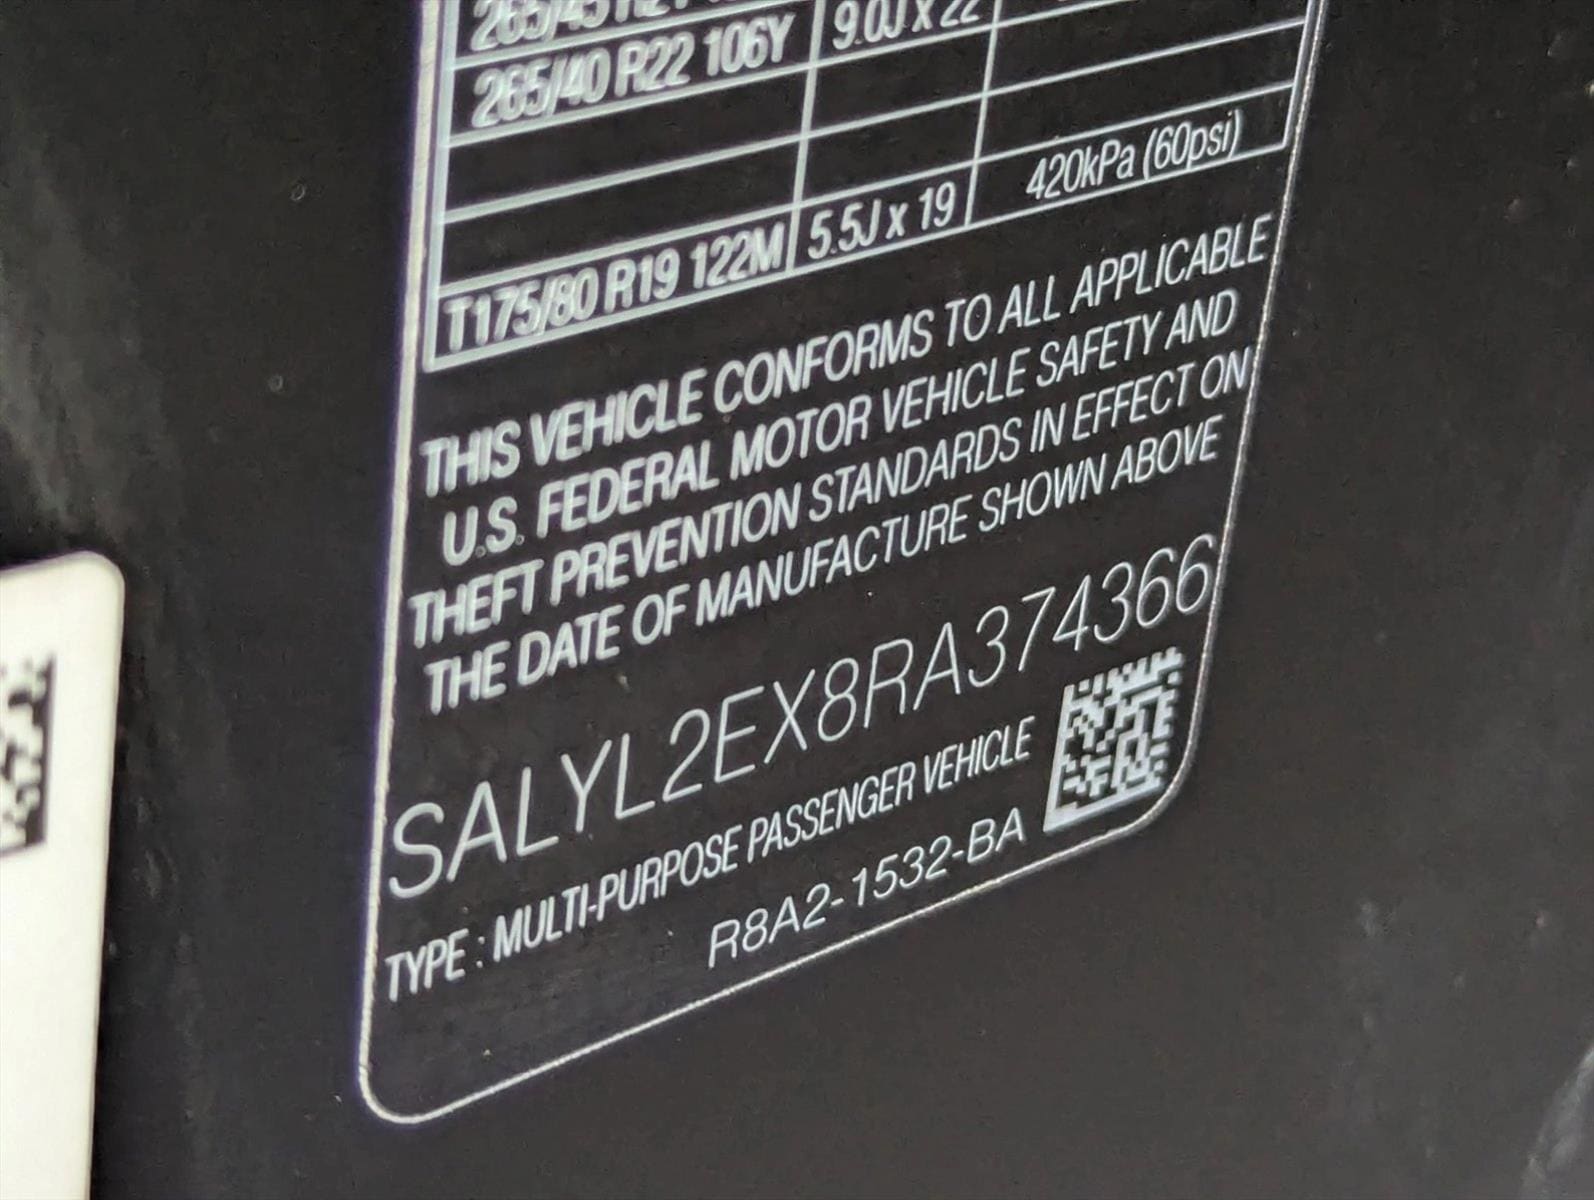 265/40 R22 106Y 9.0J x 22
T175/80 R19 122M 5.5J x 19 420kPa (60psi)
THIS VEHICLE CONFORMS TO ALL APPLICABLE
U.S. FEDERAL MOTOR VEHICLE SAFETY AND
THEFT PREVENTION STANDARDS IN EFFECT ON
THE DATE OF MANUFACTURE SHOWN ABOVE
SALYL2EX8RA374366
TYPE : MULTI-PURPOSE PASSENGER VEHICLE
R8A2-1532-BA